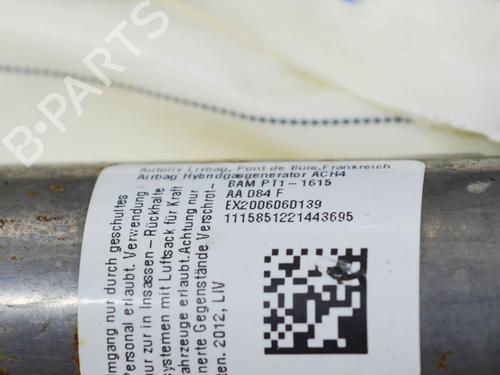 B-PARTS
Autoliv Livbag, Pont de Buis, Frankreich
Airbag Hybridgasgenerator ACH4
BAM PT1-1615
AA 084 F
EX2006060139
1115851221443695
mgang nur durch geschultes
Personal erlaubt. Verwendung
nur zur in Insassen-Rückhalte
systemen mit Luftsack für Kraft
fahrzeuge erlaubt.Achtung nur
nerte Gegenstände Verschrot-
ten. 2012, LIV